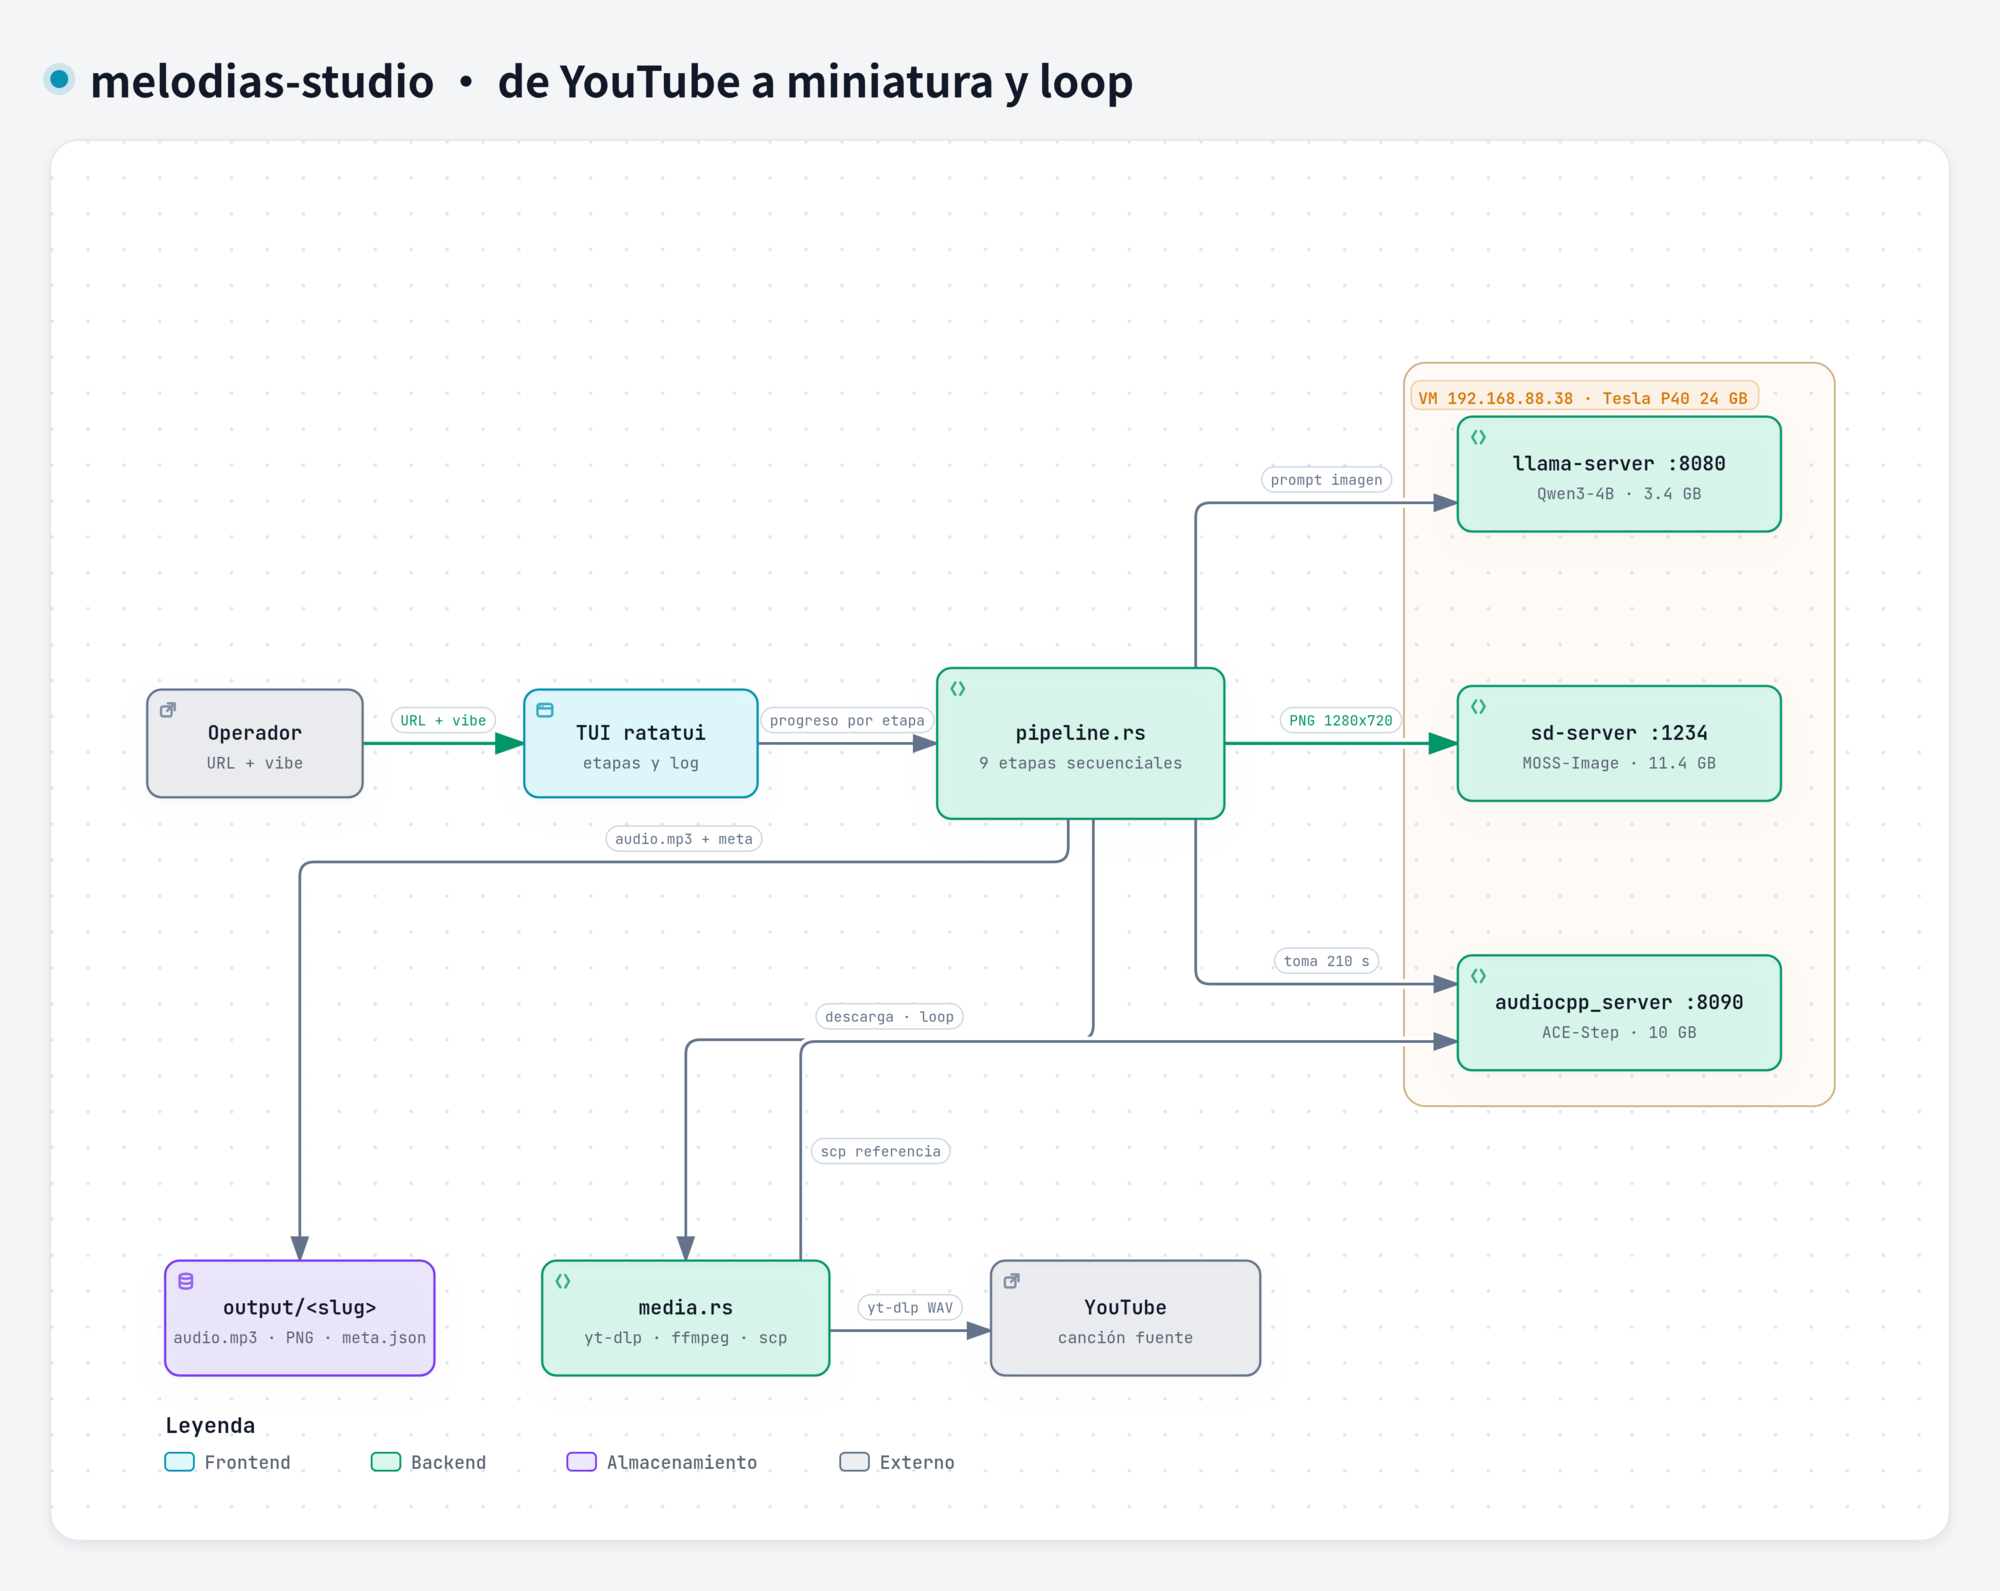 melodias-studio · de YouTube a miniatura y loop
VM 192.168.88.38 · Tesla P40 24 GB
llama-server :8080
Qwen3-4B · 3.4 GB
prompt imagen
Operador
URL + vibe
URL + vibe
TUI ratatui
etapas y log
progreso por etapa
pipeline.rs
9 etapas secuenciales
PNG 1280x720
sd-server :1234
MOSS-Image · 11.4 GB
audio.mp3 + meta
toma 210 s
audiocpp_server :8090
ACE-Step · 10 GB
descarga · loop
scp referencia
output/<slug>
audio.mp3 · PNG · meta.json
media.rs
yt-dlp · ffmpeg · scp
yt-dlp WAV
YouTube
canción fuente
Leyenda
Frontend
Backend
Almacenamiento
Externo